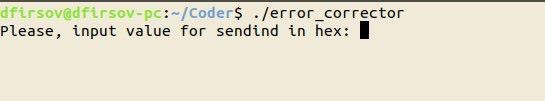 dfirsov@dfirsov-pc:~/Coder$ ./error_corrector
Please, input value for sendind in hex: